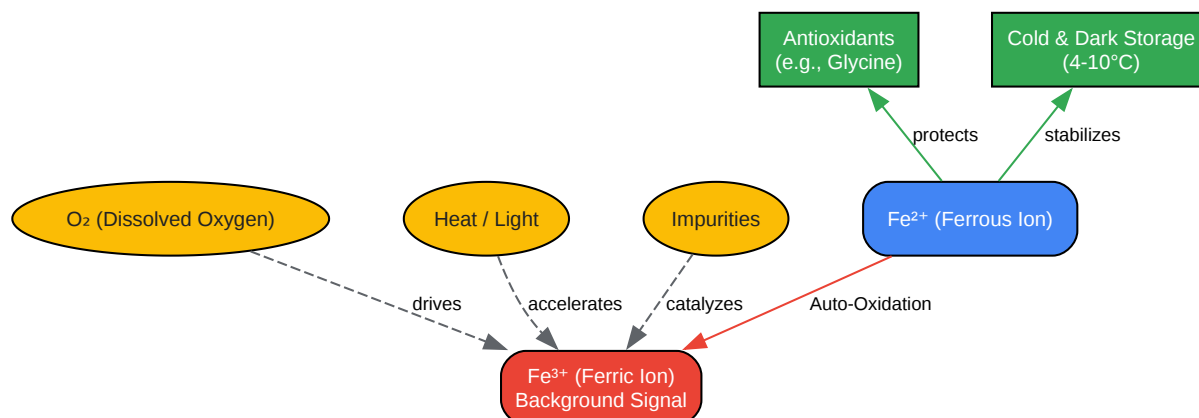 Antioxidants
(e.g., Glycine)
Cold & Dark Storage
(4-10°C)
protects
stabilizes
O₂ (Dissolved Oxygen)
Heat / Light
Impurities
Fe²⁺ (Ferrous Ion)
drives
accelerates
catalyzes
Auto-Oxidation
Fe³⁺ (Ferric Ion)
Background Signal